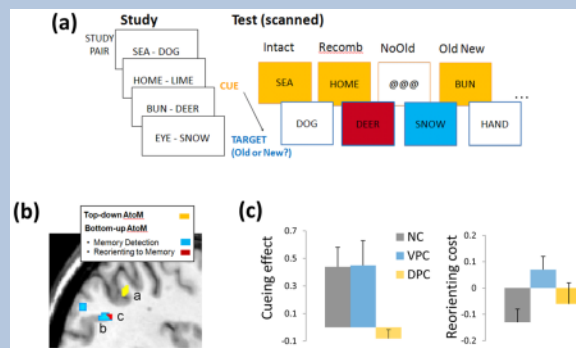 (a)
Study
Test (scanned)
STUDY
PAIR
SEA - DOG
HOME - LIME
BUN - DEER
EYE - SNOW
CUE
TARGET
(Old or New?)
Intact Recomb NoOld Old New
SEA HOME @@@ BUN
...
DOG DEER SNOW HAND
(b)
Top-down AtoM
Bottom-up AtoM
• Memory Detection
• Reorienting to Memory
a
c
b
(c)
Cueing effect
0.7
0.5
0.3
0.1
-0.1
NC
VPC
DPC
Reorienting cost
0.2
0.1
0
-0.1
-0.2